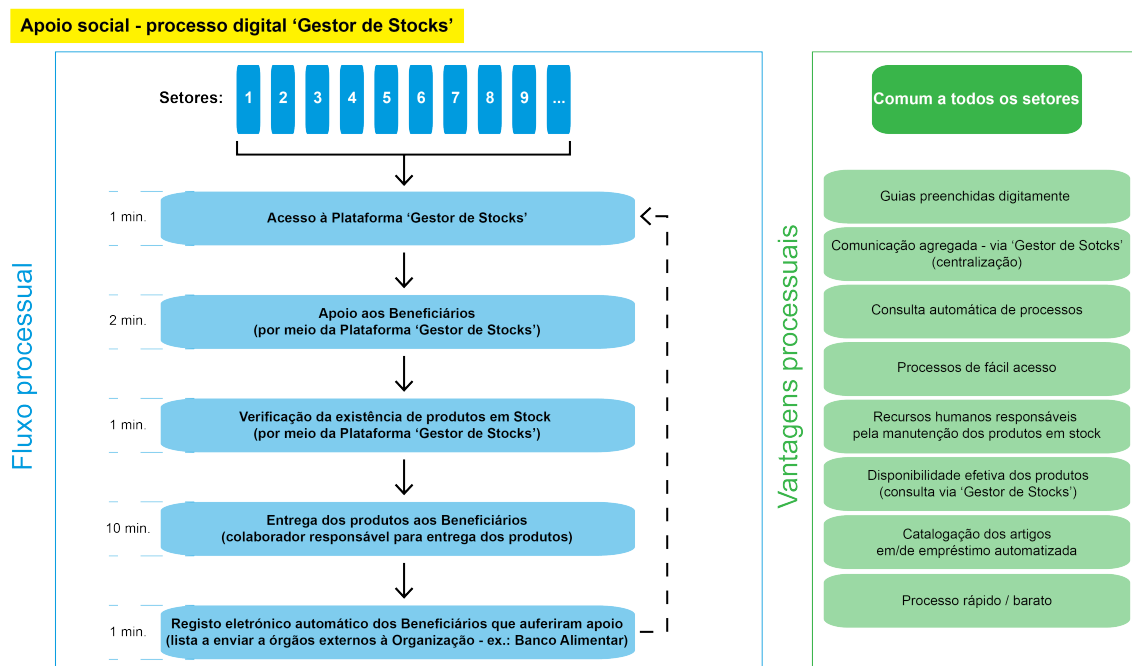 Apoio social - processo digital ‘Gestor de Stocks’
Fluxo processual
Setores:
1 2 3 4 5 6 7 8 9 ...
1 min.
Acesso à Plataforma ‘Gestor de Stocks’
2 min.
Apoio aos Beneficiários
(por meio da Plataforma ‘Gestor de Stocks’)
1 min.
Verificação da existência de produtos em Stock
(por meio da Plataforma ‘Gestor de Stocks’)
10 min.
Entrega dos produtos aos Beneficiários
(colaborador responsável para entrega dos produtos)
1 min.
Registo eletrónico automático dos Beneficiários que auferiram apoio
(lista a enviar a órgãos externos à Organização - ex.: Banco Alimentar)
Vantagens processuais
Comum a todos os setores
Guias preenchidas digitamente
Comunicação agregada - via ‘Gestor de Sotcks’
(centralização)
Consulta automática de processos
Processos de fácil acesso
Recursos humanos responsáveis
pela manutenção dos produtos em stock
Disponibilidade efetiva dos produtos
(consulta via ‘Gestor de Stocks’)
Catalogação dos artigos
em/de empréstimo automatizada
Processo rápido / barato